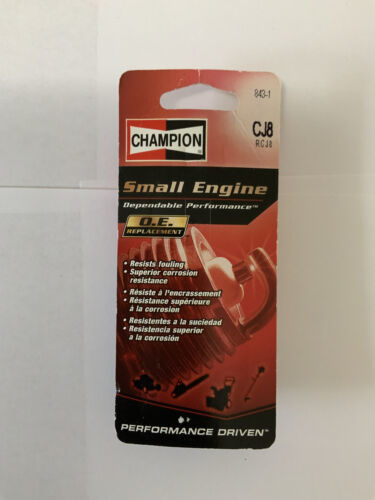 843-1
CJ8
RCJ8
CHAMPION
Small Engine
Dependable Performance™
O.E.
REPLACEMENT
• Resists fouling
• Superior corrosion
resistance
• Résiste à l'encrassement
• Résistance supérieure
à la corrosion
• Resistentes a la suciedad
• Resistencia superior
a la corrosión
PERFORMANCE DRIVEN™